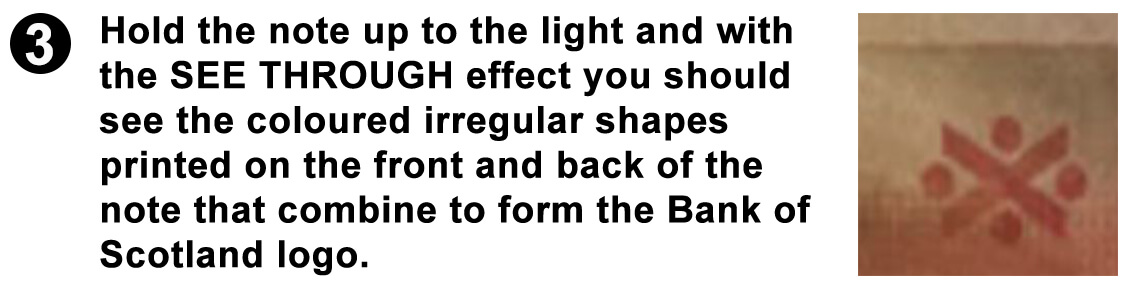 3
Hold the note up to the light and with
the SEE THROUGH effect you should
see the coloured irregular shapes
printed on the front and back of the
note that combine to form the Bank of
Scotland logo.